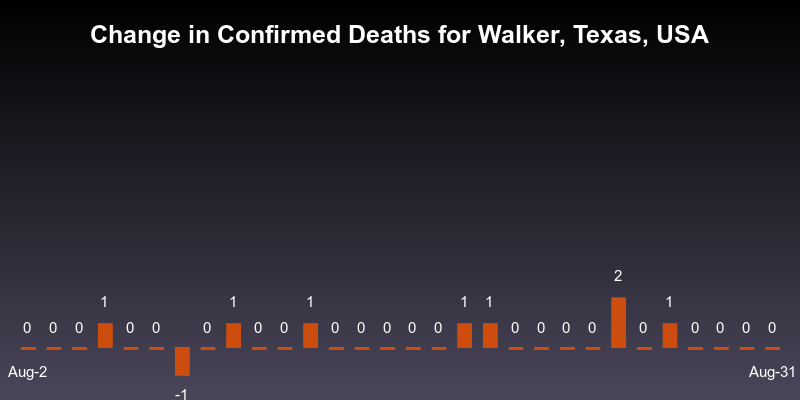 Change in Confirmed Deaths for Walker, Texas, USA
2
1 1 1 1 1 1
0 0 0 0 0 0 0 0 0 0 0 0 0 0 0 0 0 0 0 0 0 0
Aug-2 Aug-31
-1